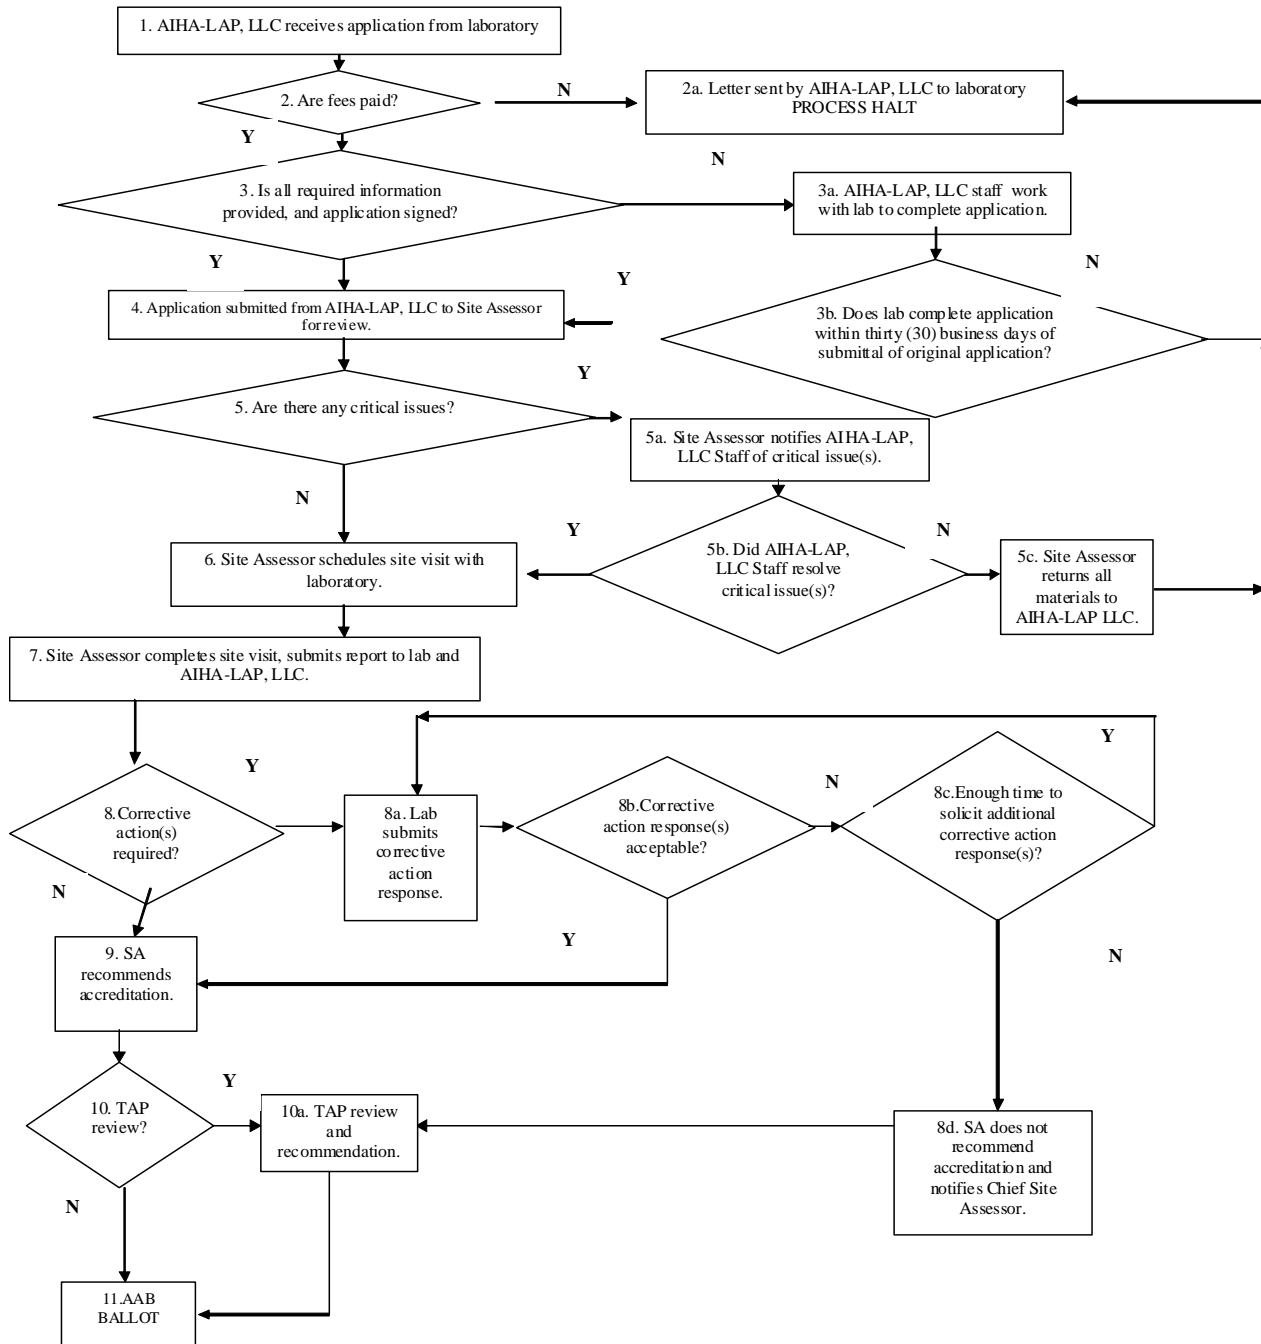 1. AIHA-LAP, LLC receives application from laboratory
2. Are fees paid?
N
2a. Letter sent by AIHA-LAP, LLC to laboratory
PROCESS HALT
Y
N
3. Is all required information
provided, and application signed?
3a. AIHA-LAP, LLC staff work
with lab to complete application.
Y
Y
N
4. Application submitted from AIHA-LAP, LLC to Site Assessor
for review.
3b. Does lab complete application
within thirty (30) business days of
submittal of original application?
Y
5. Are there any critical issues?
5a. Site Assessor notifies AIHA-LAP,
LLC Staff of critical issue(s).
N
Y
N
6. Site Assessor schedules site visit with
laboratory.
5b. Did AIHA-LAP,
LLC Staff resolve
critical issue(s)?
5c. Site Assessor
returns all
materials to
AIHA-LAP LLC.
7. Site Assessor completes site visit, submits report to lab and
AIHA-LAP, LLC.
Y
Y
N
8.Corrective
action(s)
required?
8a. Lab
submits
corrective
action
response.
8b.Corrective
action response(s)
acceptable?
8c.Enough time to
solicit additional
corrective action
response(s)?
N
Y
N
9. SA
recommends
accreditation.
Y
10. TAP
review?
10a. TAP review
and
recommendation.
8d. SA does not
recommend
accreditation and
notifies Chief Site
Assessor.
N
11.AAB
BALLOT